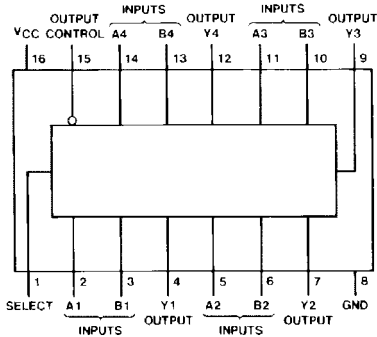 INPUTS INPUTS
OUTPUT OUTPUT OUTPUT
VCC CONTROL A4 B4 Y4 A3 B3 Y3
16 15 14 13 12 11 10 9
1 2 3 4 5 6 7 8
SELECT A1 B1 Y1 A2 B2 Y2 GND
OUTPUT OUTPUT
INPUTS INPUTS